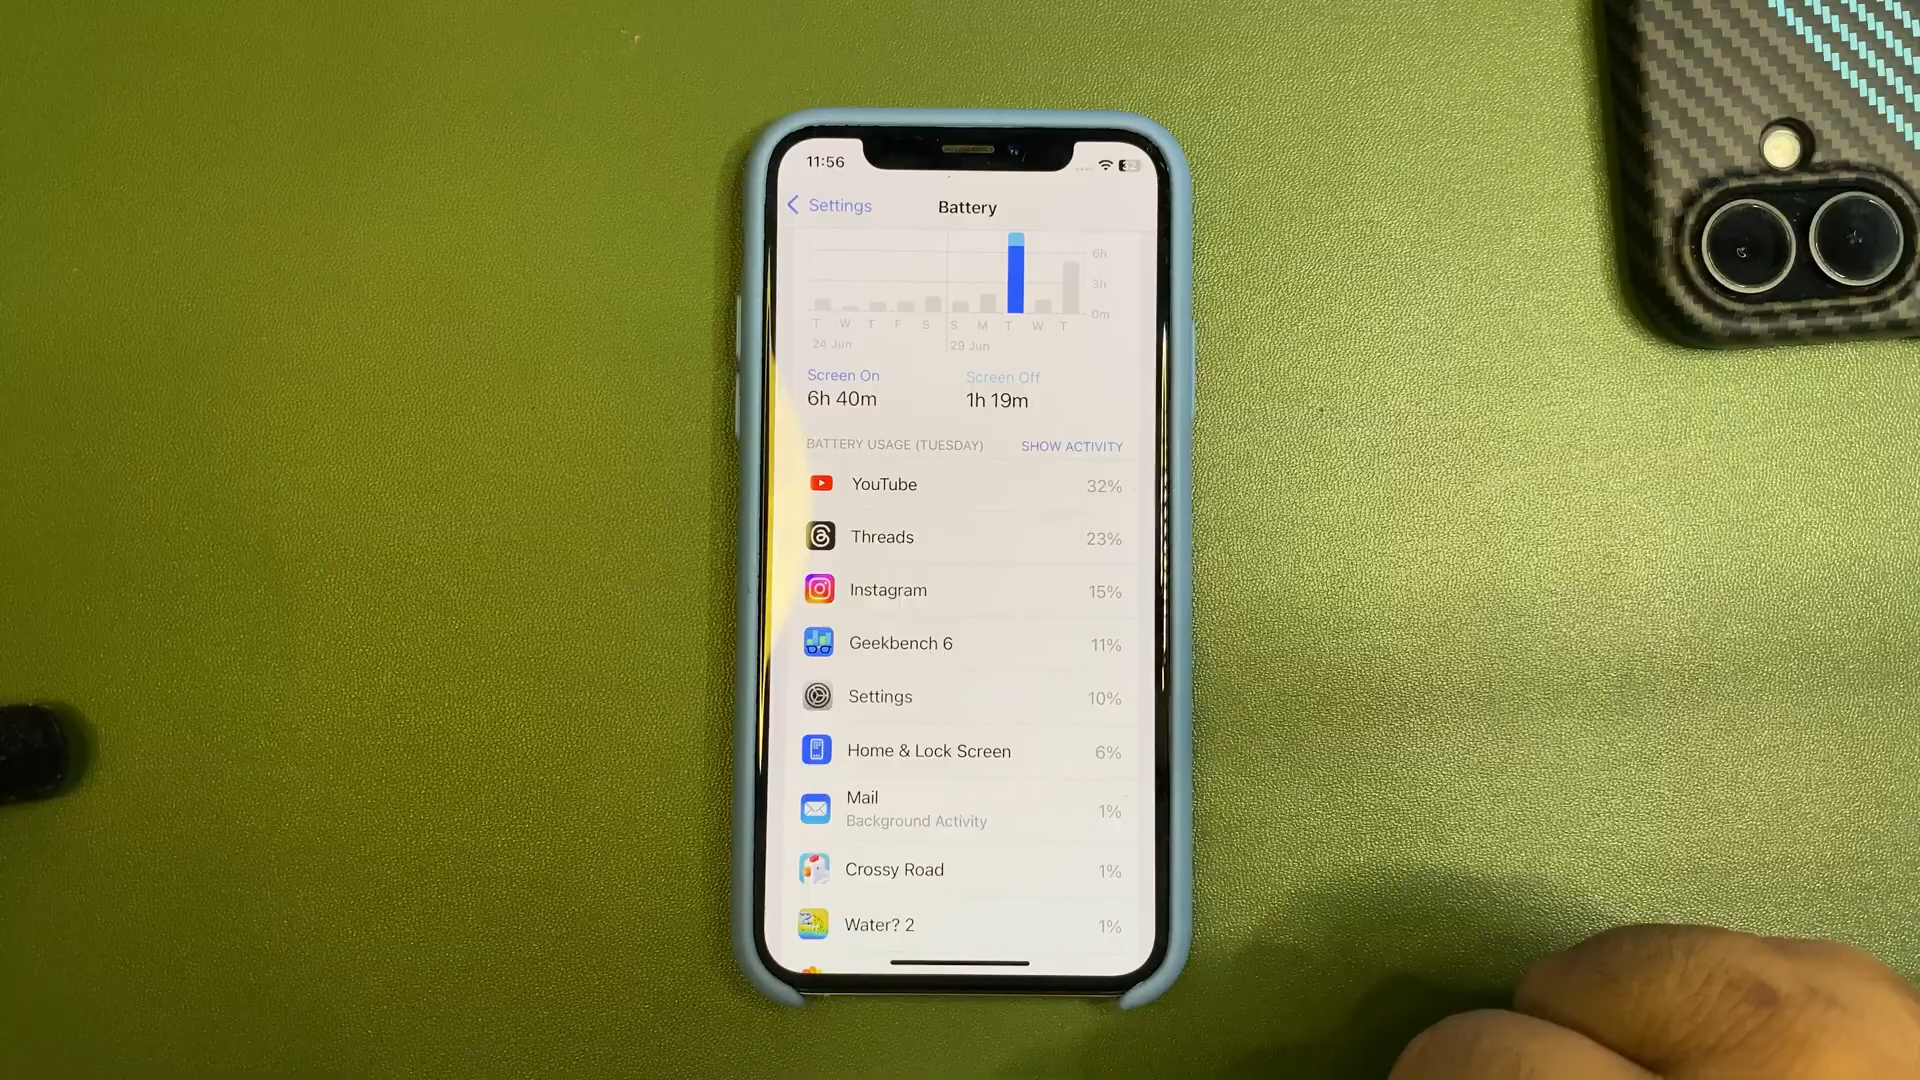 11:56
32
Settings
Battery
6h
3h
0m
T W T F S S M T W T
24 Jun 29 Jun
Screen On Screen Off
6h 40m 1h 19m
BATTERY USAGE (TUESDAY) SHOW ACTIVITY
YouTube 32%
Threads 23%
Instagram 15%
Geekbench 6 11%
Settings 10%
Home & Lock Screen 6%
Mail
Background Activity 1%
Crossy Road 1%
Water? 2 1%